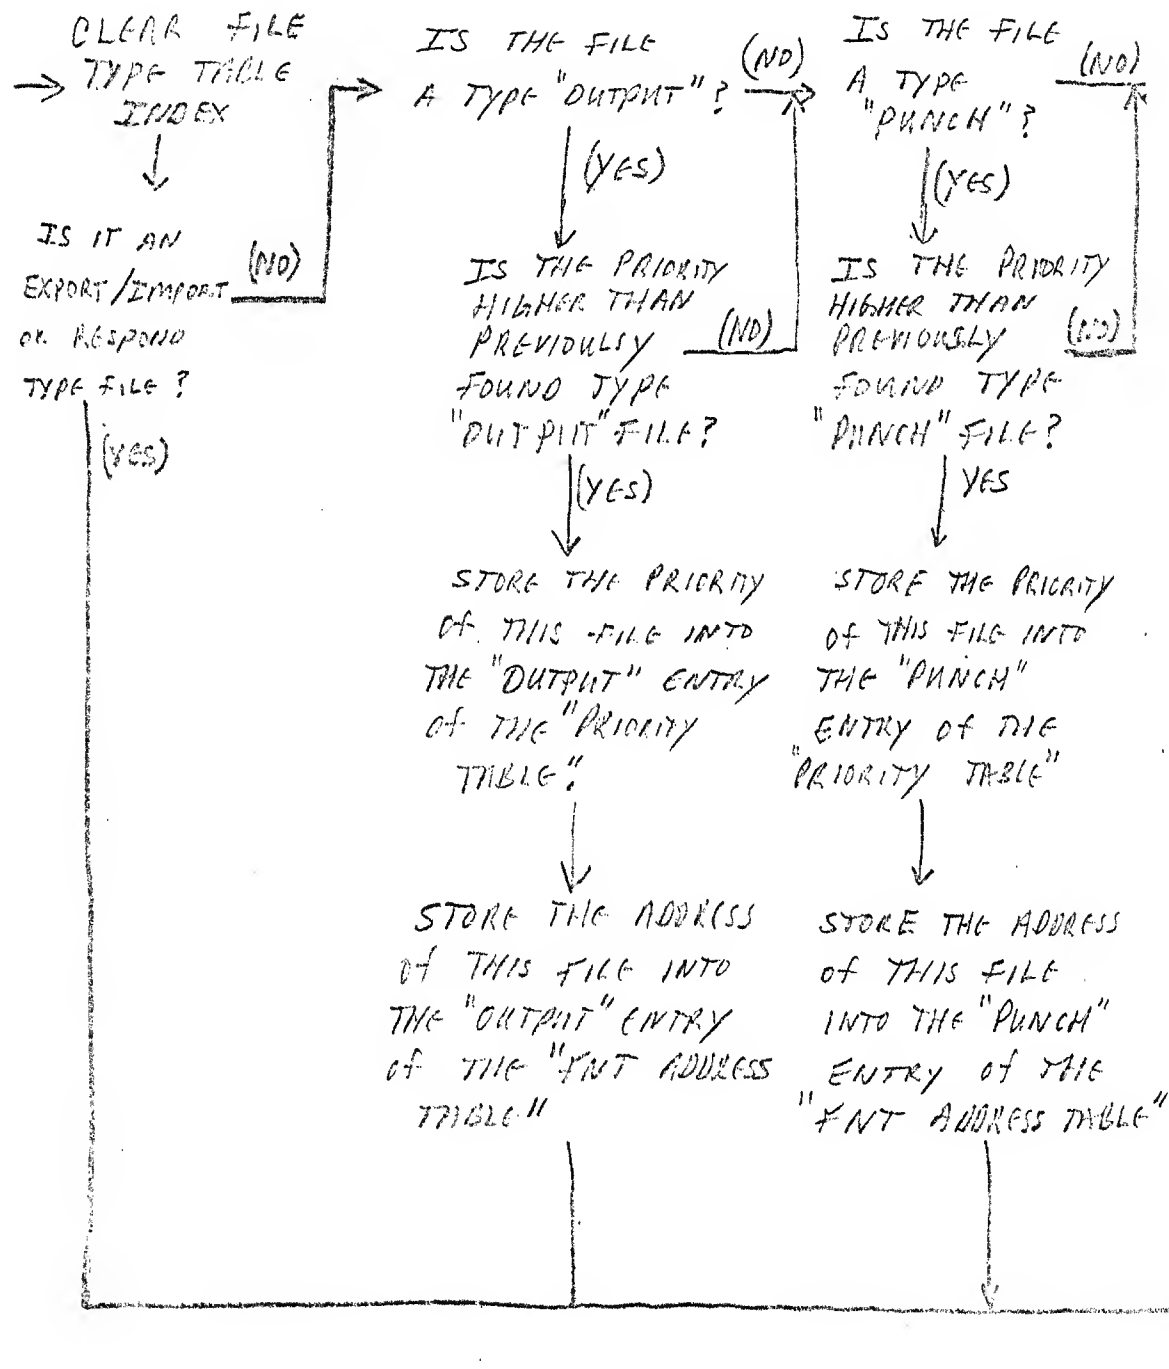 CLEAR FILE
TYPE TABLE
INDEX
IS IT AN
EXPORT/IMPORT
OR RESPOND
TYPE FILE?
(NO)
(YES)
IS THE FILE
A TYPE "OUTPUT"?
(NO)
(YES)
IS THE PRIORITY
HIGHER THAN
PREVIOULSY
FOUND TYPE
"OUTPUT" FILE?
(NO)
(YES)
STORE THE PRIORITY
Of THIS FILE INTO
THE "OUTPUT" ENTRY
Of THE "PRIORITY
TABLE".
STORE THE ADDRESS
Of THIS FILE INTO
THE "OUTPUT" ENTRY
Of THE "FNT ADDRESS
TABLE"
IS THE FILE
A TYPE
"PUNCH"?
(NO)
(YES)
IS THE PRIORITY
HIGHER THAN
PREVIOUSLY
FOUND TYPE
"PUNCH" FILE?
(NO)
YES
STORE THE PRIORITY
Of THIS FILE INTO
THE "PUNCH"
ENTRY Of THE
"PRIORITY TABLE"
STORE THE ADDRESS
Of THIS FILE
INTO THE "PUNCH"
ENTRY Of THE
"FNT ADDRESS TABLE"